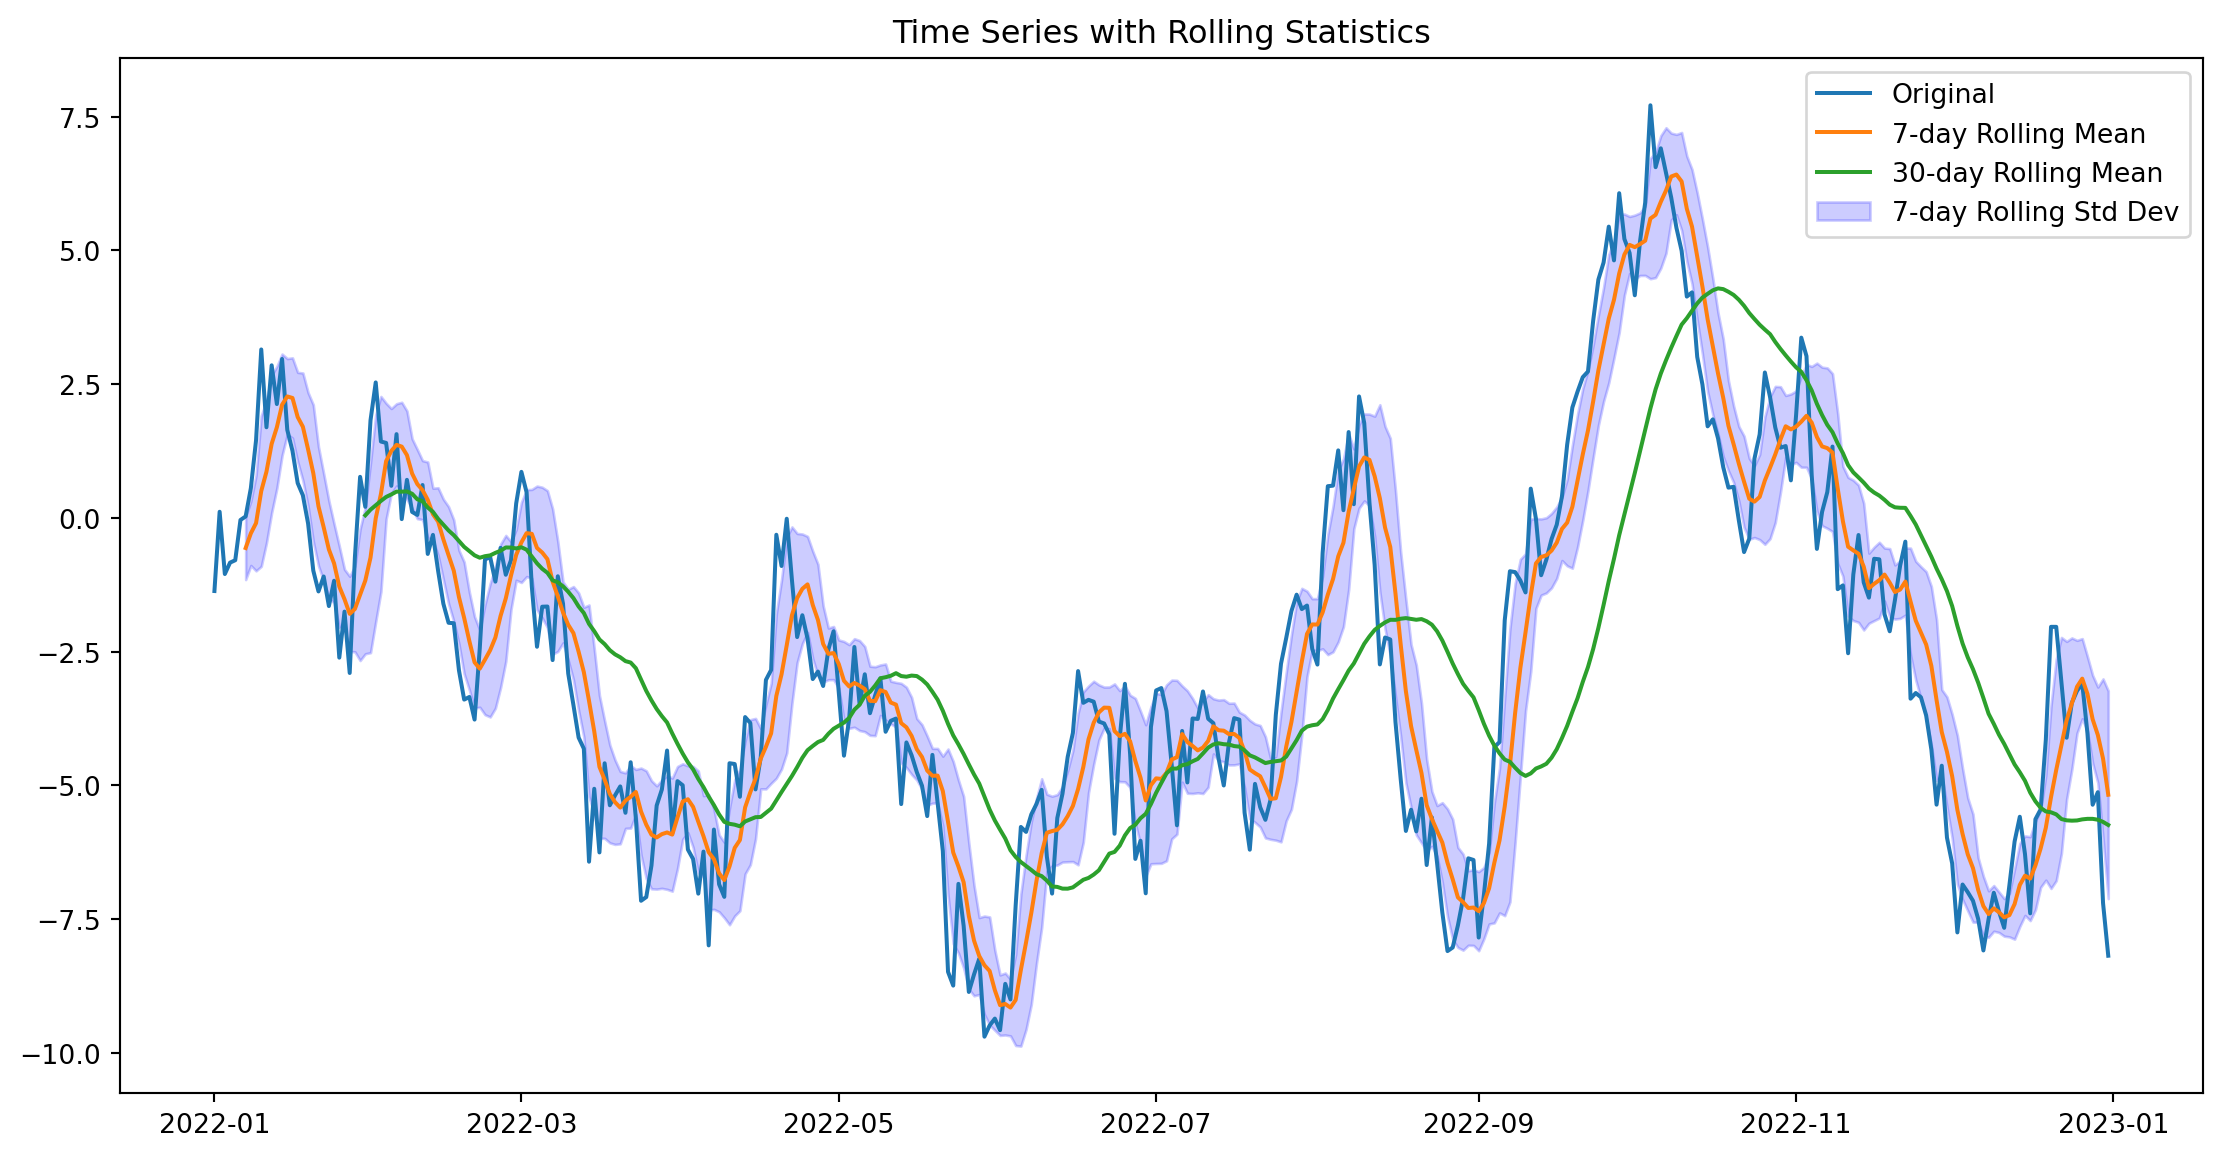 Time Series with Rolling Statistics
Original
7-day Rolling Mean
30-day Rolling Mean
7-day Rolling Std Dev
7.5
5.0
2.5
0.0
−2.5
−5.0
−7.5
−10.0
2022-01 2022-03 2022-05 2022-07 2022-09 2022-11 2023-01